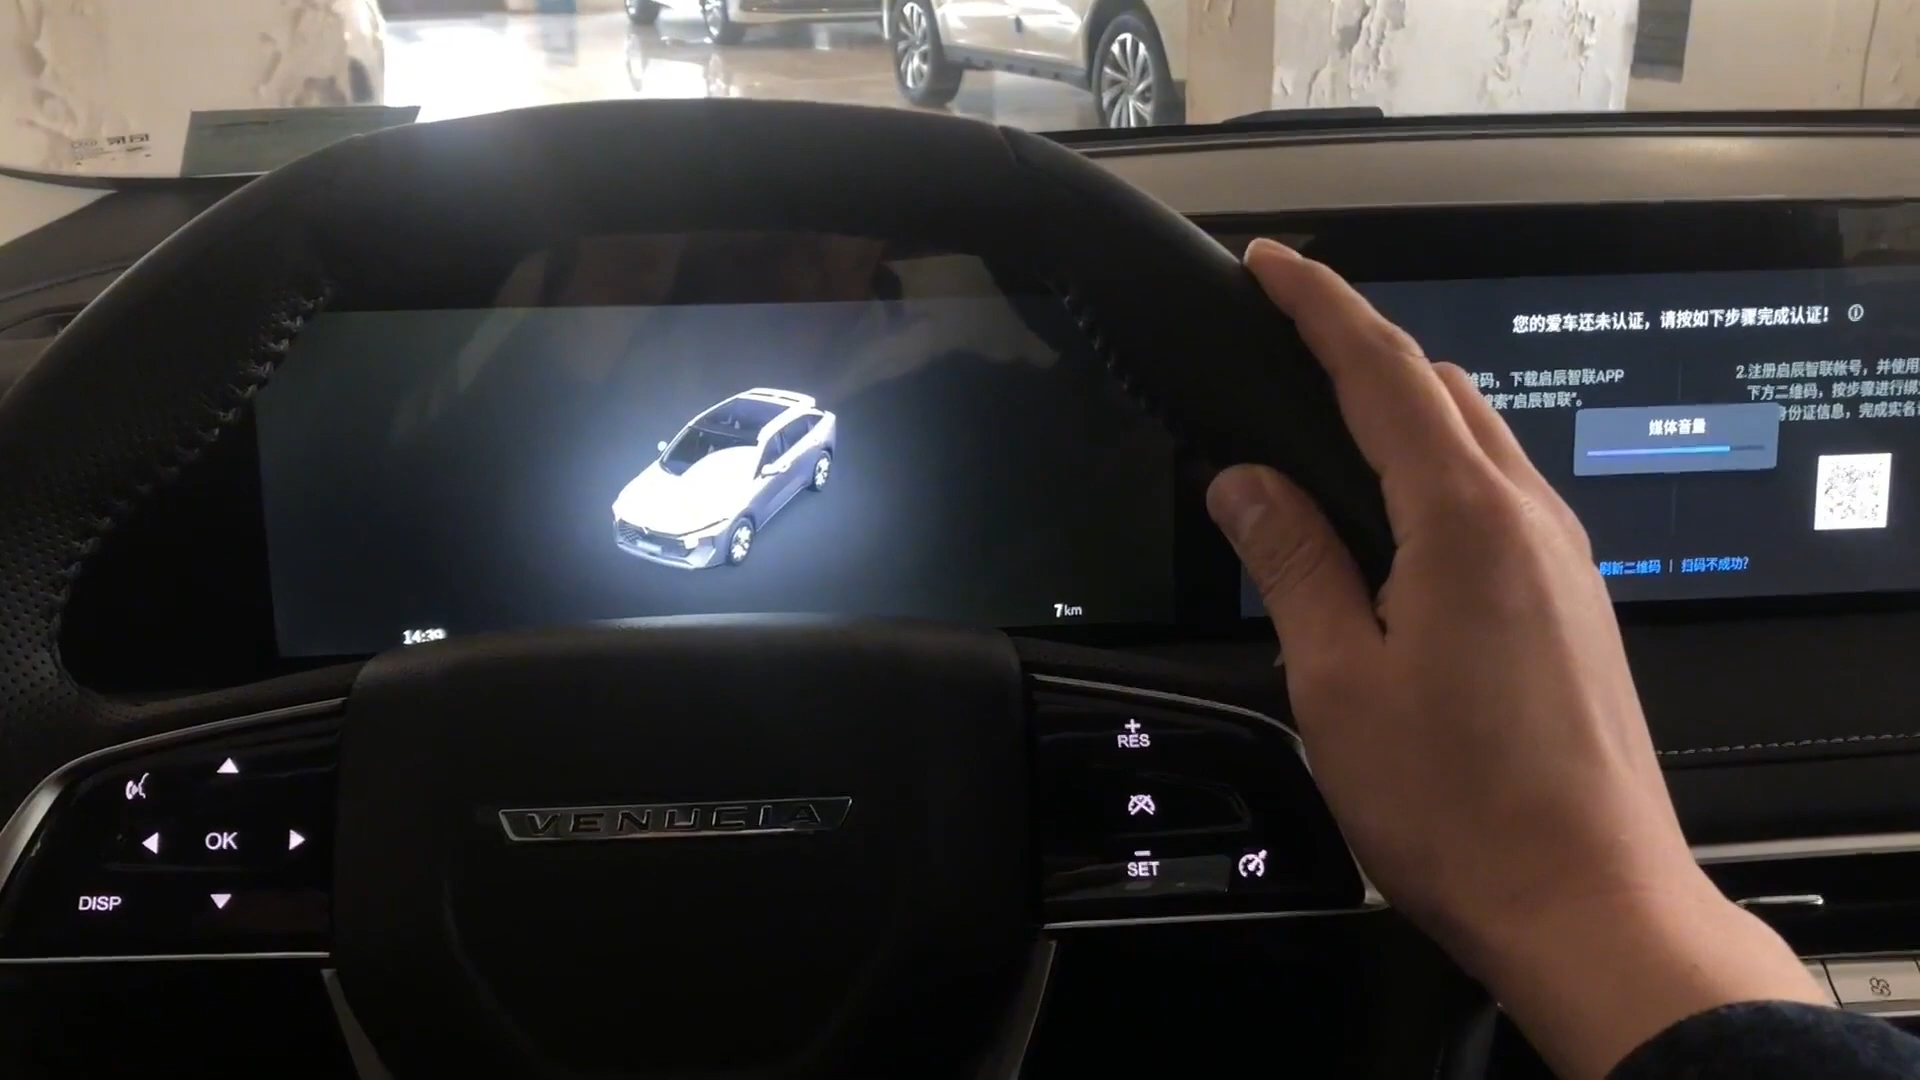 您的爱车还未认证，请按如下步骤完成认证！
维码，下载启辰智联APP
搜索“启辰智联”。
2.注册启辰智联帐号，并使用
下方二维码，按步骤进行绑
身份证信息，完成实名
媒体音量
刷新二维码 | 扫码不成功?
7km
14:39
+
RES
OK
VENUCIA
SET
DISP